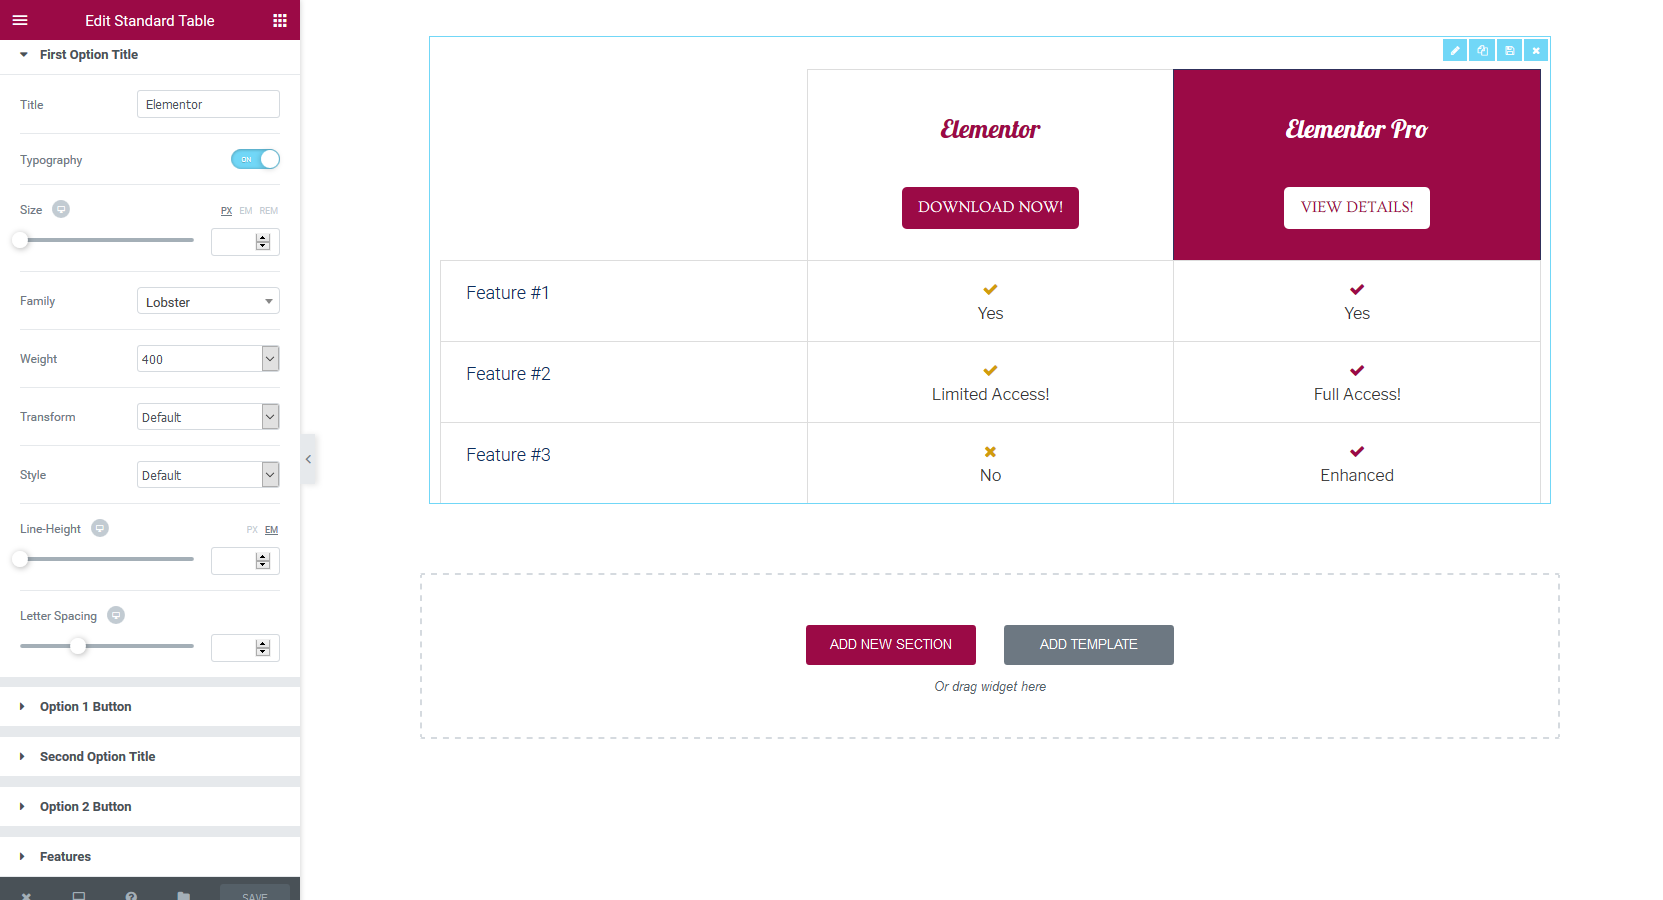 Edit Standard Table
First Option Title
Title
Elementor
Typography
ON
Size
PX EM REM
Family
Lobster
Weight
400
Transform
Default
Style
Default
Line-Height
PX EM
Letter Spacing
Option 1 Button
Second Option Title
Option 2 Button
Features
SAVE
Elementor
Elementor Pro
DOWNLOAD NOW!
VIEW DETAILS!
Feature #1
Yes
Yes
Feature #2
Limited Access!
Full Access!
Feature #3
No
Enhanced
ADD NEW SECTION
ADD TEMPLATE
Or drag widget here